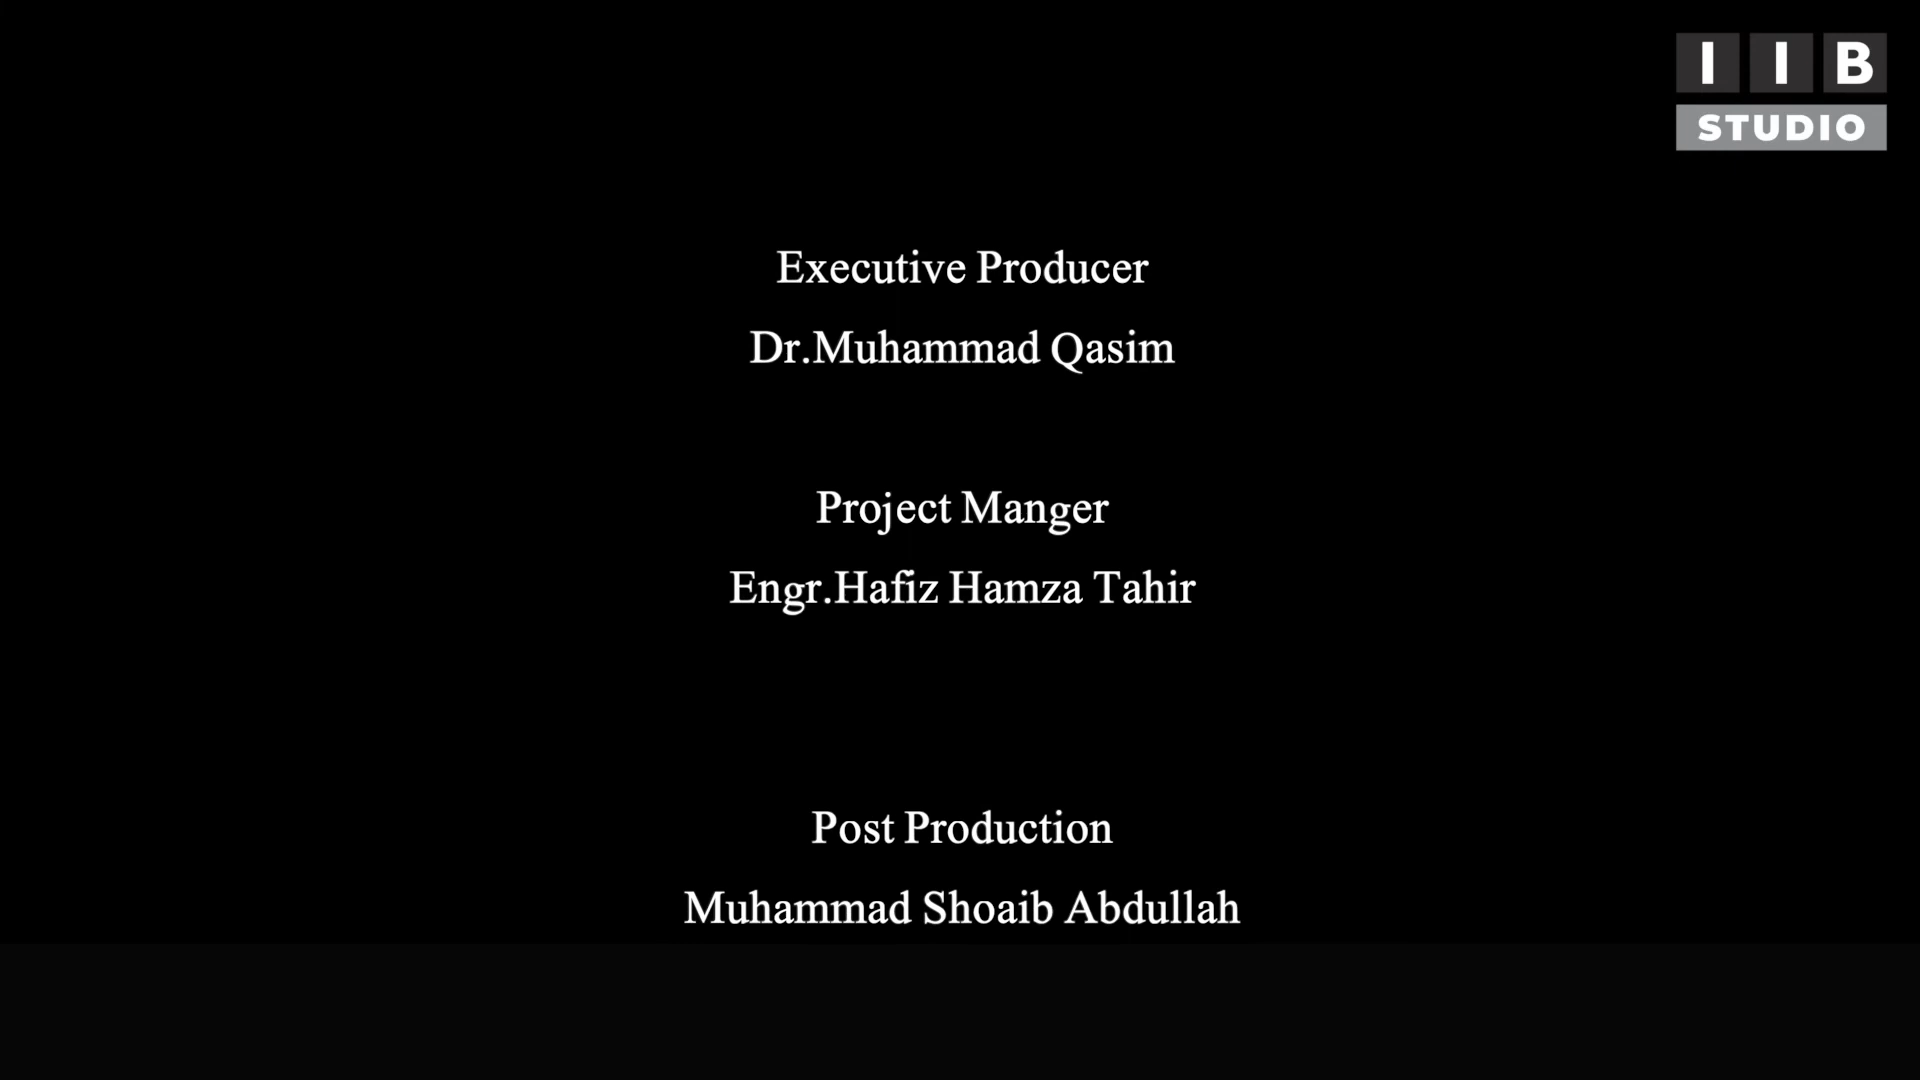 I I B
STUDIO
Executive Producer
Dr.Muhammad Qasim
Project Manger
Engr.Hafiz Hamza Tahir
Post Production
Muhammad Shoaib Abdullah